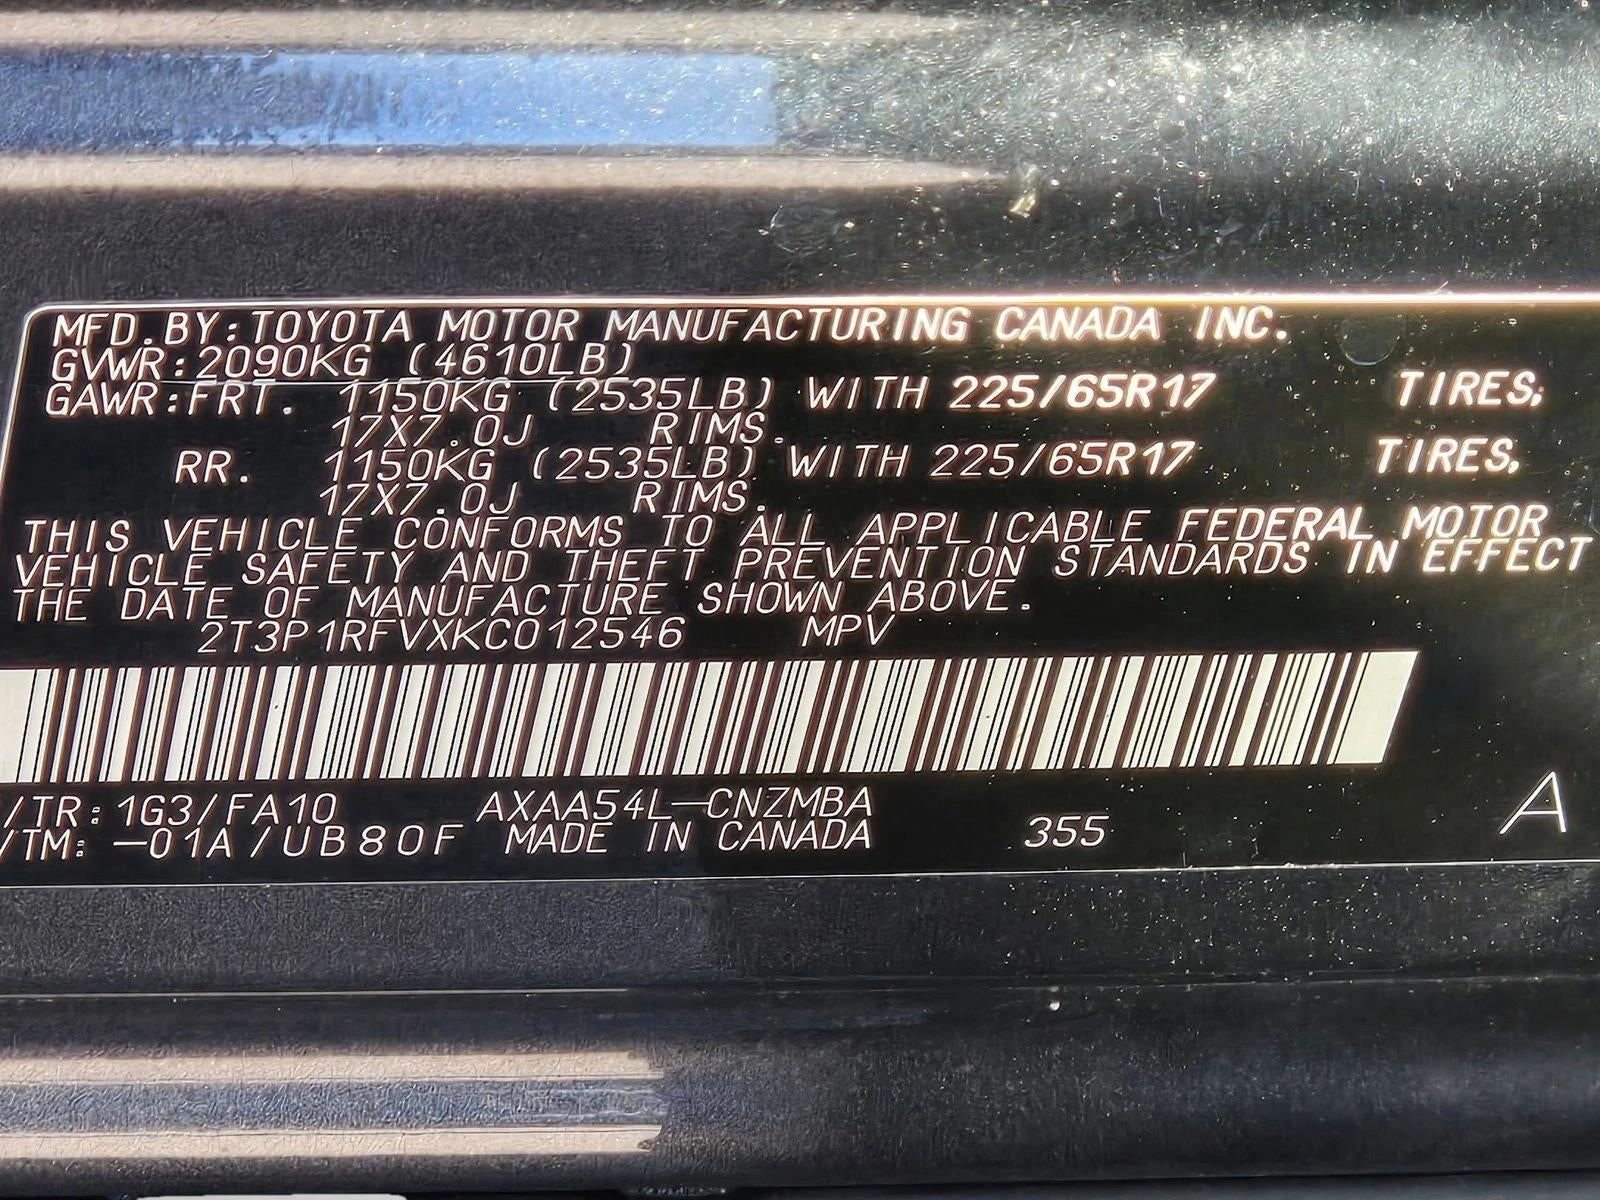 MFD.BY:TOYOTA MOTOR MANUFACTURING CANADA INC.
GVWR:2090KG (4610LB)
GAWR:FRT. 1150KG (2535LB) WITH 225/65R17 TIRES,
17X7.0J RIMS.
RR. 1150KG (2535LB) WITH 225/65R17 TIRES,
17X7.0J RIMS.
THIS VEHICLE CONFORMS TO ALL APPLICABLE FEDERAL MOTOR
VEHICLE SAFETY AND THEFT PREVENTION STANDARDS IN EFFECT
THE DATE OF MANUFACTURE SHOWN ABOVE.
2T3P1RFVXKC012546 MPV
/TR:1G3/FA10 AXAA54L-CNZMBA
/TM:-01A/UB80F MADE IN CANADA 355 A